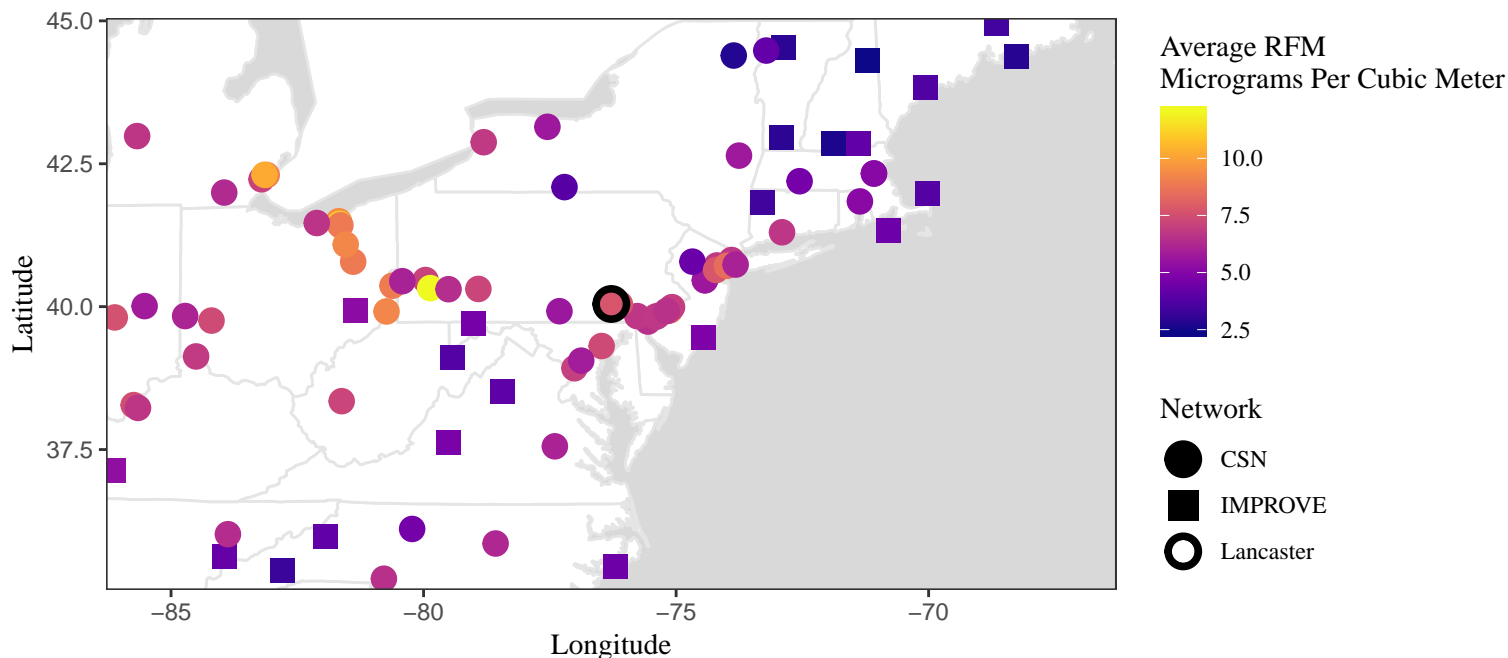 45.0
42.5
40.0
37.5
Latitude
−85
−80
−75
−70
Longitude
Average RFM
Micrograms Per Cubic Meter
10.0
7.5
5.0
2.5
Network
CSN
IMPROVE
Lancaster